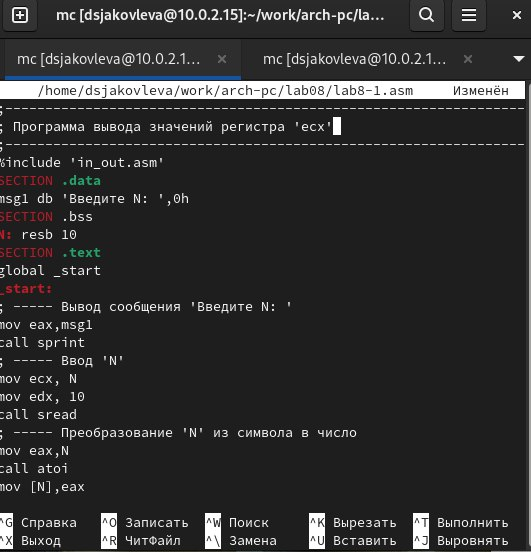 mc [dsjakovleva@10.0.2.15]:~/work/arch-pc/la...
mc [dsjakovleva@10.0.2.1... × mc [dsjakovleva@10.0.2.1... ×
/home/dsjakovleva/work/arch-pc/lab08/lab8-1.asm Изменён
;-----------------------------------------------------------------
; Программа вывода значений регистра 'ecx'
;-----------------------------------------------------------------
%include 'in_out.asm'
SECTION .data
msg1 db 'Введите N: ',0h
SECTION .bss
N: resb 10
SECTION .text
global _start
_start:
; ----- Вывод сообщения 'Введите N: '
mov eax,msg1
call sprint
; ----- Ввод 'N'
mov ecx, N
mov edx, 10
call sread
; ----- Преобразование 'N' из символа в число
mov eax,N
call atoi
mov [N],eax
^G Справка ^O Записать ^W Поиск ^K Вырезать ^T Выполнить
^X Выход ^R ЧитФайл ^\ Замена ^U Вставить ^J Выровнять